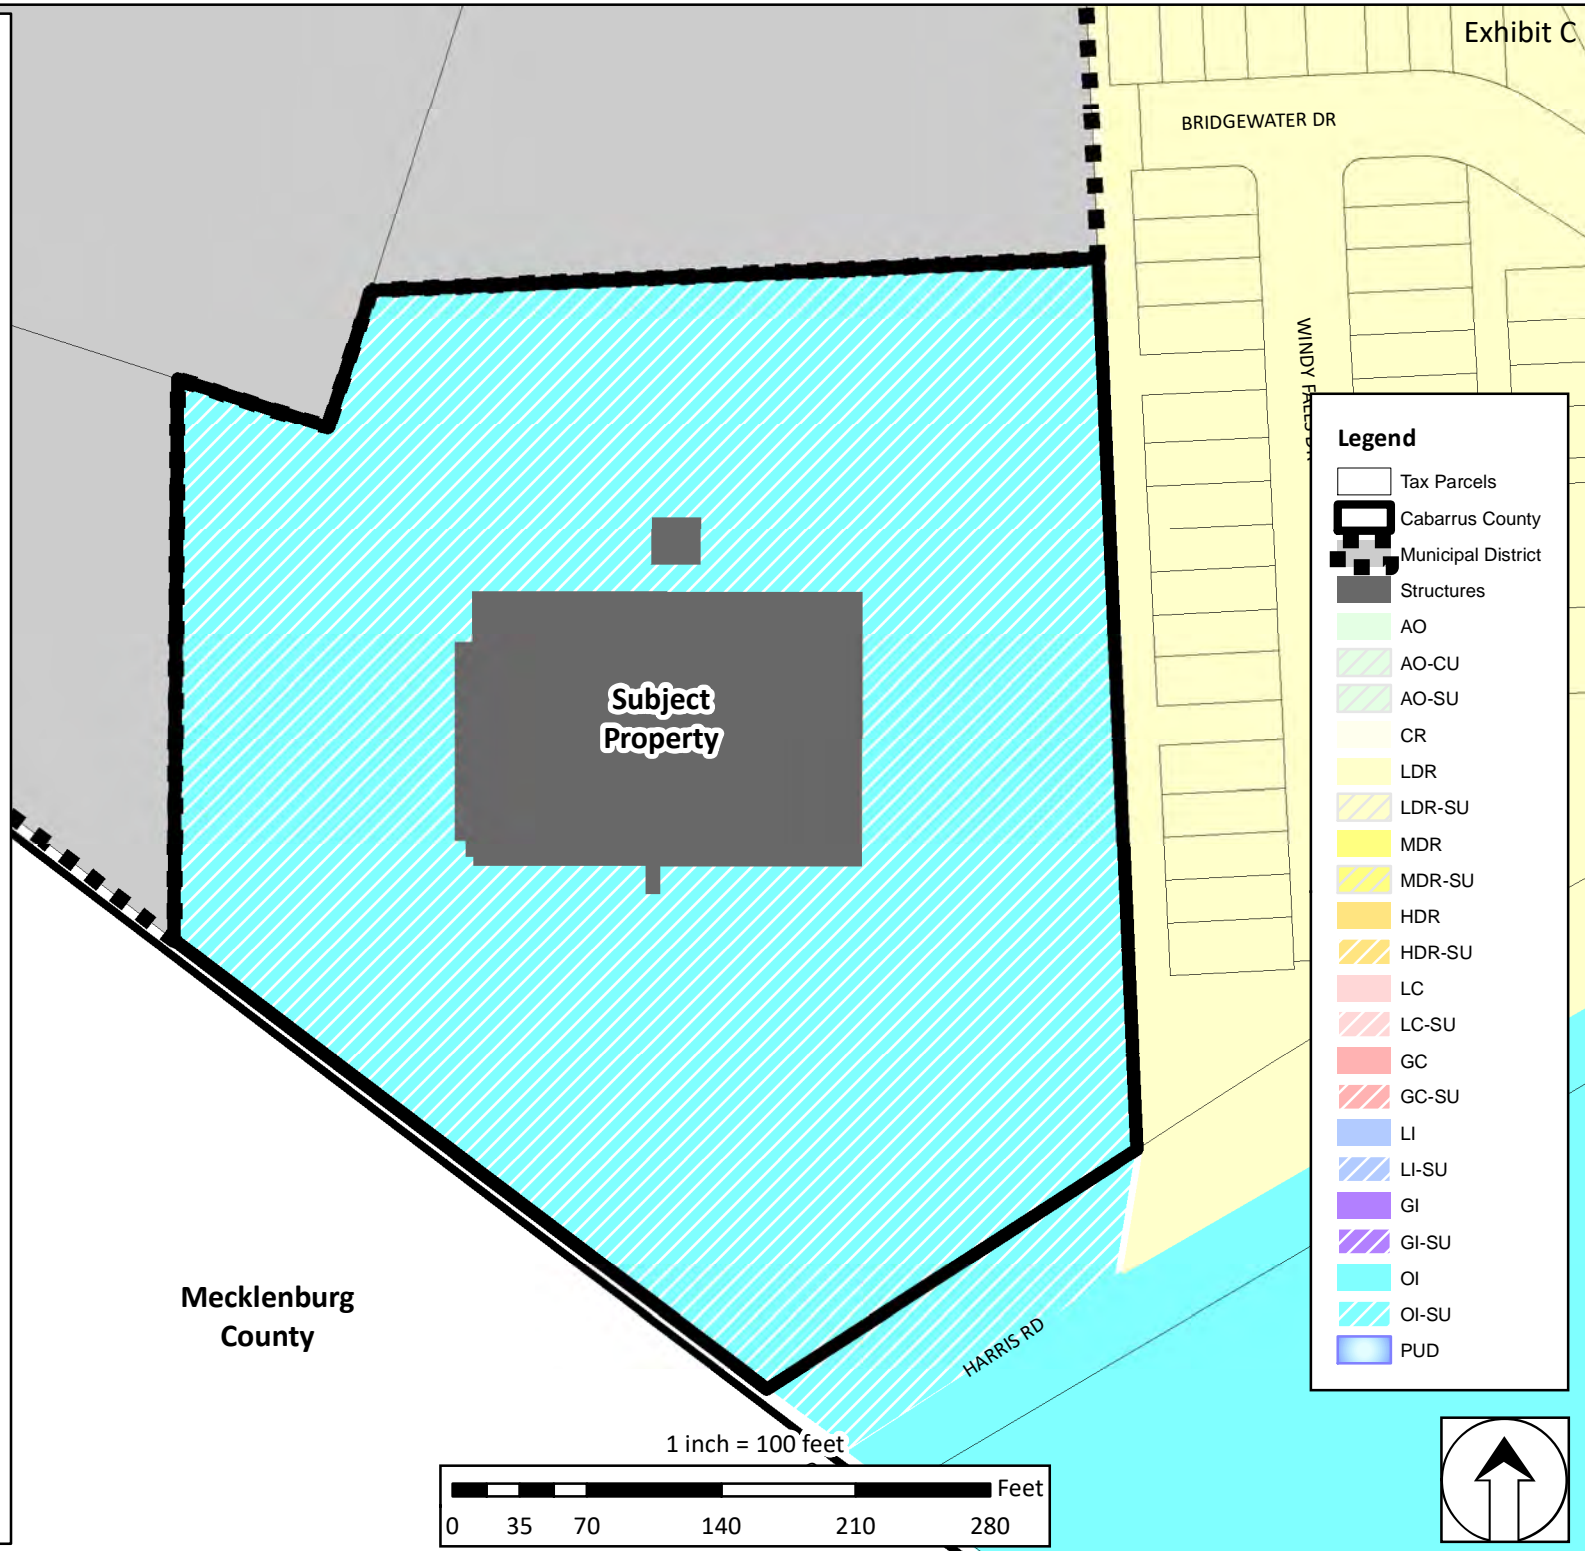 Exhibit C
BRIDGEWATER DR
WINDY FALLS DR
Legend
Tax Parcels
Cabarrus County
Municipal District
Structures
AO
AO-CU
AO-SU
CR
LDR
LDR-SU
MDR
MDR-SU
HDR
HDR-SU
LC
LC-SU
GC
GC-SU
LI
LI-SU
GI
GI-SU
OI
OI-SU
PUD
Subject
Property
Mecklenburg
County
HARRIS RD
1 inch = 100 feet
Feet
0 35 70 140 210 280